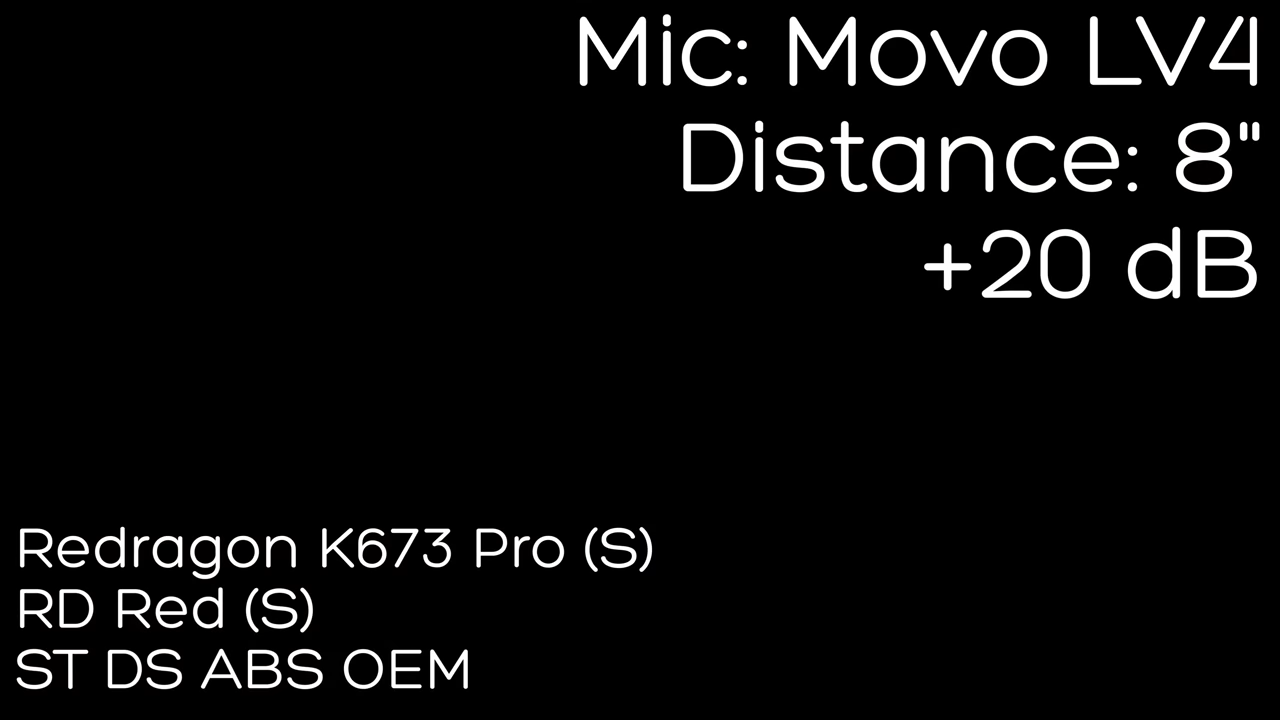 Mic: Movo LV4
Distance: 8"
+20 dB
Redragon K673 Pro (S)
RD Red (S)
ST DS ABS OEM